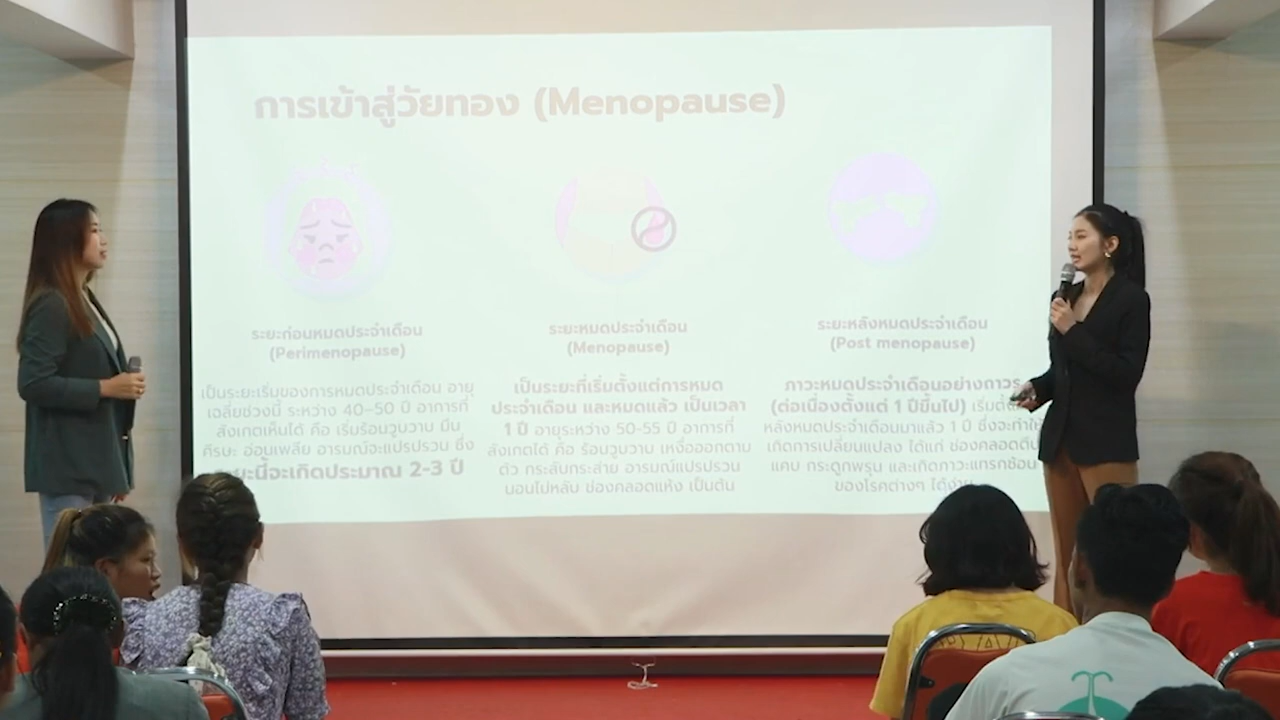 การเข้าสู่วัยทอง (Menopause)
ระยะก่อนหมดประจำเดือน
(Perimenopause)
เป็นระยะเริ่มของการหมดประจำเดือน อายุ
เฉลี่ยช่วงนี้ ระหว่าง 40-50 ปี อาการที่
สังเกตเห็นได้ คือ เริ่มร้อนวูบวาบ มึน
ศีรษะ อ่อนเพลีย อารมณ์จะแปรปรวน ซึ่ง
นี้จะเกิดประมาณ 2-3 ปี
ระยะหมดประจำเดือน
(Menopause)
เป็นระยะที่เริ่มตั้งแต่การหมด
ประจำเดือน และหมดแล้ว เป็นเวลา
1 ปี อายุระหว่าง 50-55 ปี อาการที่
สังเกตได้ คือ ร้อนวูบวาบ เหงื่อออกตาม
ตัว กระสับกระส่าย อารมณ์แปรปรวน
นอนไม่หลับ ช่องคลอดแห้ง เป็นต้น
ระยะหลังหมดประจำเดือน
(Post menopause)
ภาวะหมดประจำเดือนอย่างถาวร
(ต่อเนื่องตั้งแต่ 1 ปีขึ้นไป) เริ่มตั้งแต่
หลังหมดประจำเดือนมาแล้ว 1 ปี ซึ่งจะทำให้
เกิดการเปลี่ยนแปลง ได้แก่ ช่องคลอดตีบ
แคบ กระดูกพรุน และเกิดภาวะแทรกซ้อน
ของโรคต่างๆ ได้ง่าย